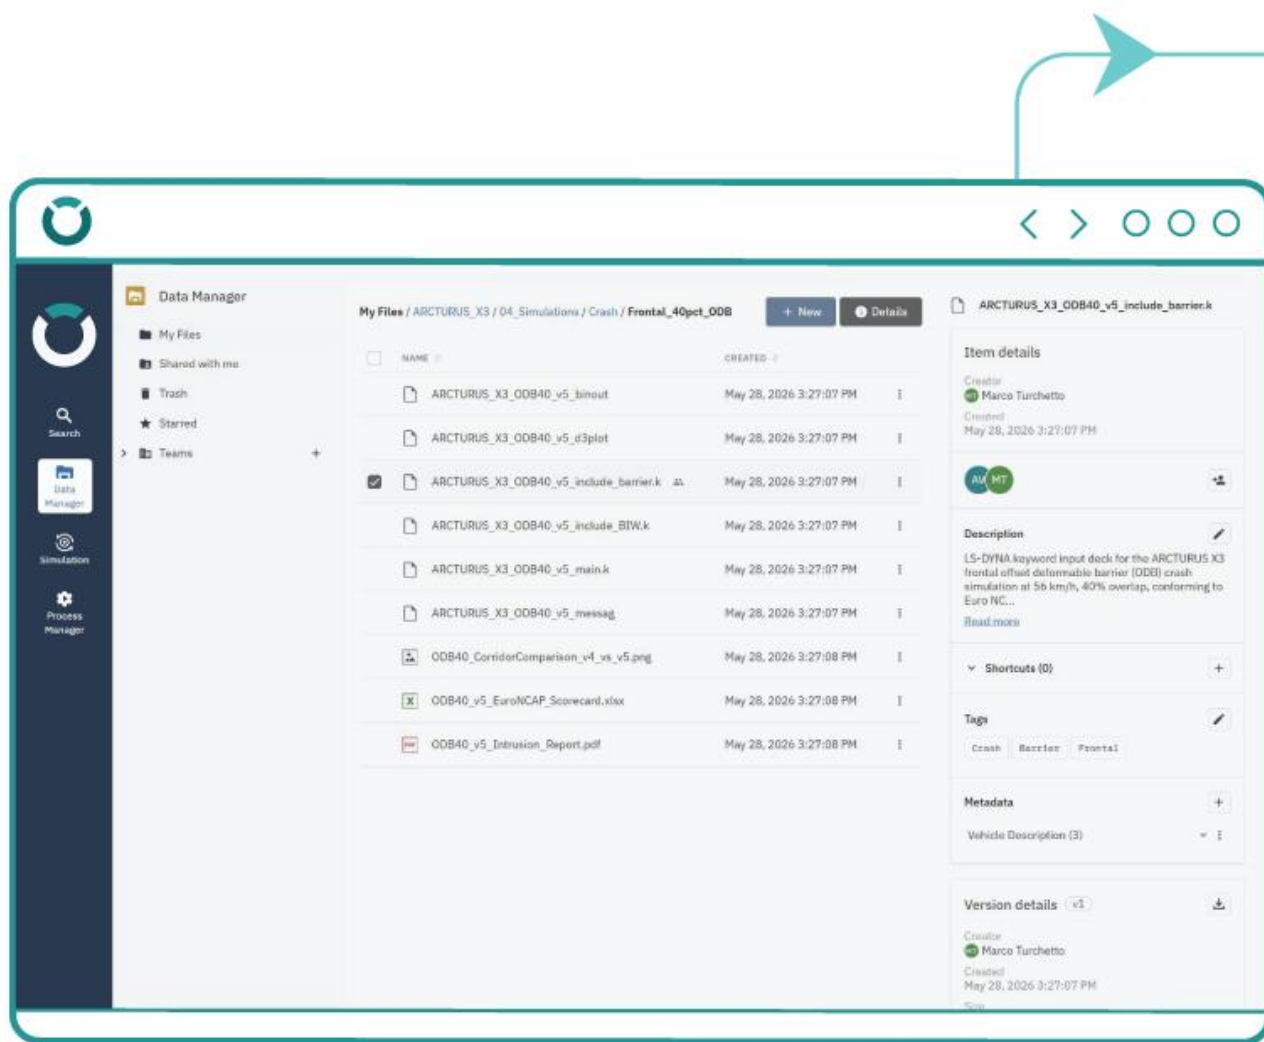 Data Manager
My Files
Shared with me
Trash
Starred
Teams
Search
Data
Manager
Simulation
Process
Manager
My Files / ARCTURUS_X3 / 04_Simulations / Crash / Frontal_40pct_ODB
+ New
Details
NAME
CREATED
ARCTURUS_X3_ODB40_v5_binout May 28, 2026 3:27:07 PM
ARCTURUS_X3_ODB40_v5_d3plot May 28, 2026 3:27:07 PM
ARCTURUS_X3_ODB40_v5_include_barrier.k May 28, 2026 3:27:07 PM
ARCTURUS_X3_ODB40_v5_include_BIW.k May 28, 2026 3:27:07 PM
ARCTURUS_X3_ODB40_v5_main.k May 28, 2026 3:27:07 PM
ARCTURUS_X3_ODB40_v5_messag May 28, 2026 3:27:07 PM
ODB40_CorridorComparison_v4_vs_v5.png May 28, 2026 3:27:08 PM
ODB40_v5_EuroNCAP_Scorecard.xlsx May 28, 2026 3:27:08 PM
ODB40_v5_Intrusion_Report.pdf May 28, 2026 3:27:08 PM
ARCTURUS_X3_ODB40_v5_include_barrier.k
Item details
Creator
MT Marco Turchetto
Created
May 28, 2026 3:27:07 PM
MT
Description
LS-DYNA keyword input deck for the ARCTURUS X3
frontal offset deformable barrier (ODB) crash
simulation at 56 km/h, 40% overlap, conforming to
Euro NC...
Read more
Shortcuts (0)
Tags
Crash Barrier Frontal
Metadata
Vehicle Description (3)
Version details v1
Creator
MT Marco Turchetto
Created
May 28, 2026 3:27:07 PM
Size